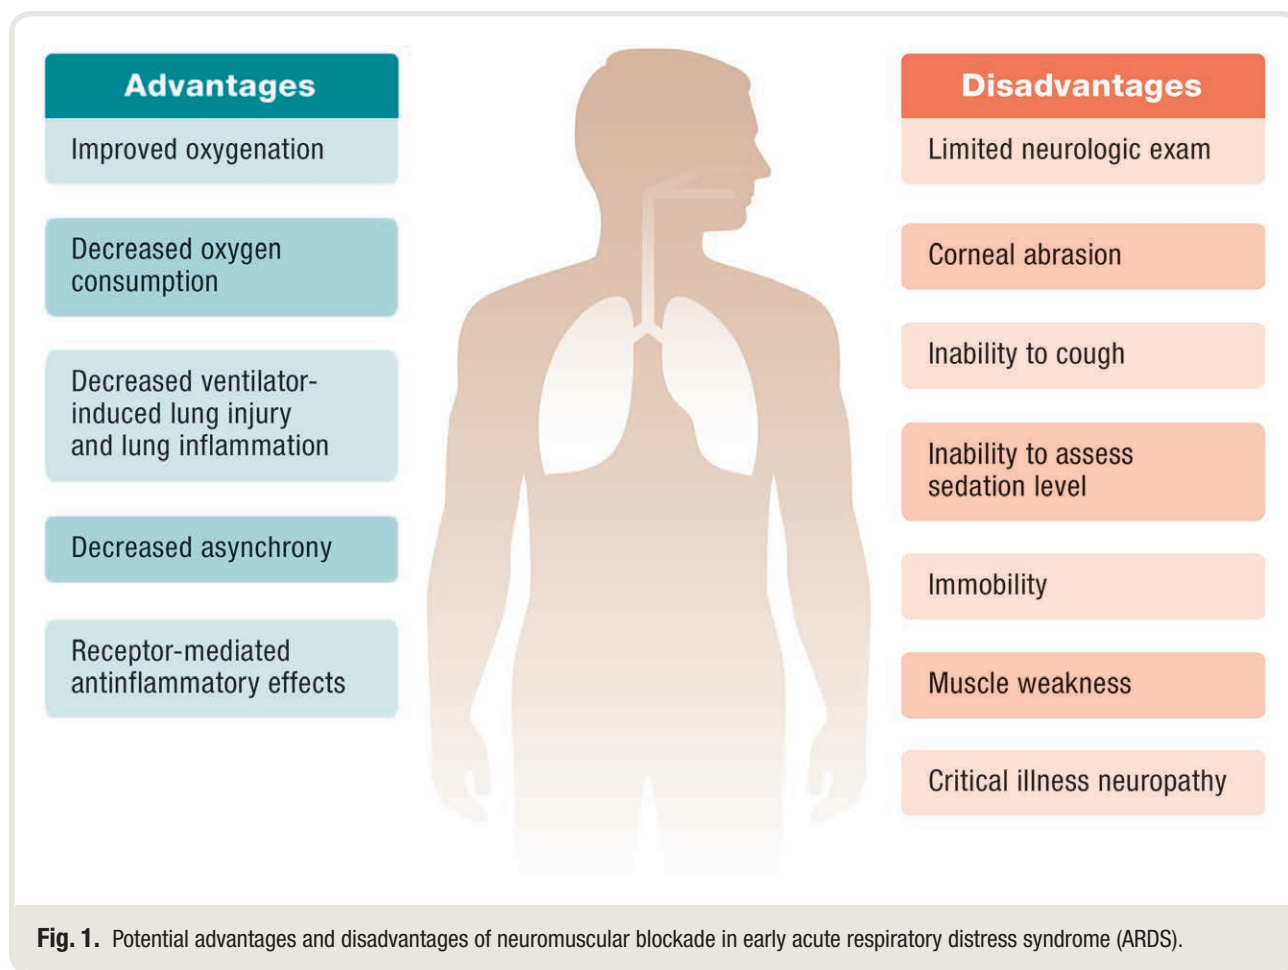 Advantages
Improved oxygenation
Decreased oxygen
consumption
Decreased ventilator-
induced lung injury
and lung inflammation
Decreased asynchrony
Receptor-mediated
antinflammatory effects
Disadvantages
Limited neurologic exam
Corneal abrasion
Inability to cough
Inability to assess
sedation level
Immobility
Muscle weakness
Critical illness neuropathy
Fig. 1. Potential advantages and disadvantages of neuromuscular blockade in early acute respiratory distress syndrome (ARDS).